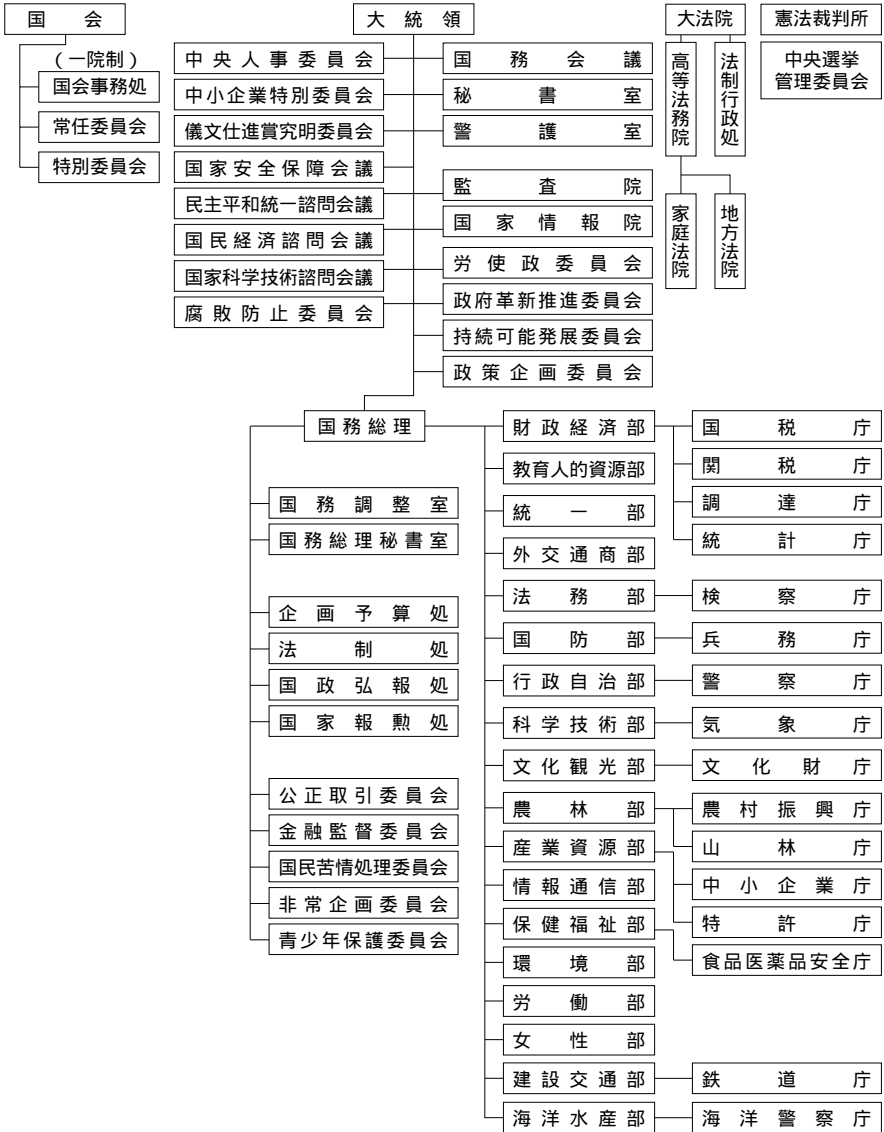 国会
(一院制)
国会事務処
常任委員会
特別委員会
大統領
中央人事委員会
中小企業特別委員会
儀文仕進賞究明委員会
国家安全保障会議
民主平和統一諮問会議
国民経済諮問会議
国家科学技術諮問会議
腐敗防止委員会
国務会議
秘書室
警護室
監査院
国家情報院
労使政委員会
政府革新推進委員会
持続可能発展委員会
政策企画委員会
大法院
高等法務院
法制行政処
家庭法院
地方法院
憲法裁判所
中央選挙
管理委員会
国務総理
国務調整室
国務総理秘書室
企画予算処
法制処
国政弘報処
国家報勲処
公正取引委員会
金融監督委員会
国民苦情処理委員会
非常企画委員会
青少年保護委員会
財政経済部
教育人的資源部
統一部
外交通商部
法務部
国防部
行政自治部
科学技術部
文化観光部
農林部
産業資源部
情報通信部
保健福祉部
環境部
労働部
女性部
建設交通部
海洋水産部
国税庁
関税庁
調達庁
統計庁
検察庁
兵務庁
警察庁
気象庁
文化財庁
農村振興庁
山林庁
中小企業庁
特許庁
食品医薬品安全庁
鉄道庁
海洋警察庁